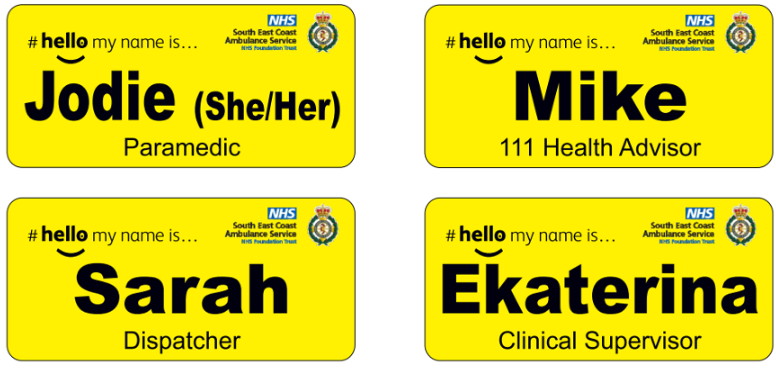 NHS
South East Coast
Ambulance Service
NHS Foundation Trust
#hello my name is...
Jodie (She/Her)
Paramedic
NHS
South East Coast
Ambulance Service
NHS Foundation Trust
#hello my name is...
Mike
111 Health Advisor
NHS
South East Coast
Ambulance Service
NHS Foundation Trust
#hello my name is...
Sarah
Dispatcher
NHS
South East Coast
Ambulance Service
NHS Foundation Trust
#hello my name is...
Ekaterina
Clinical Supervisor